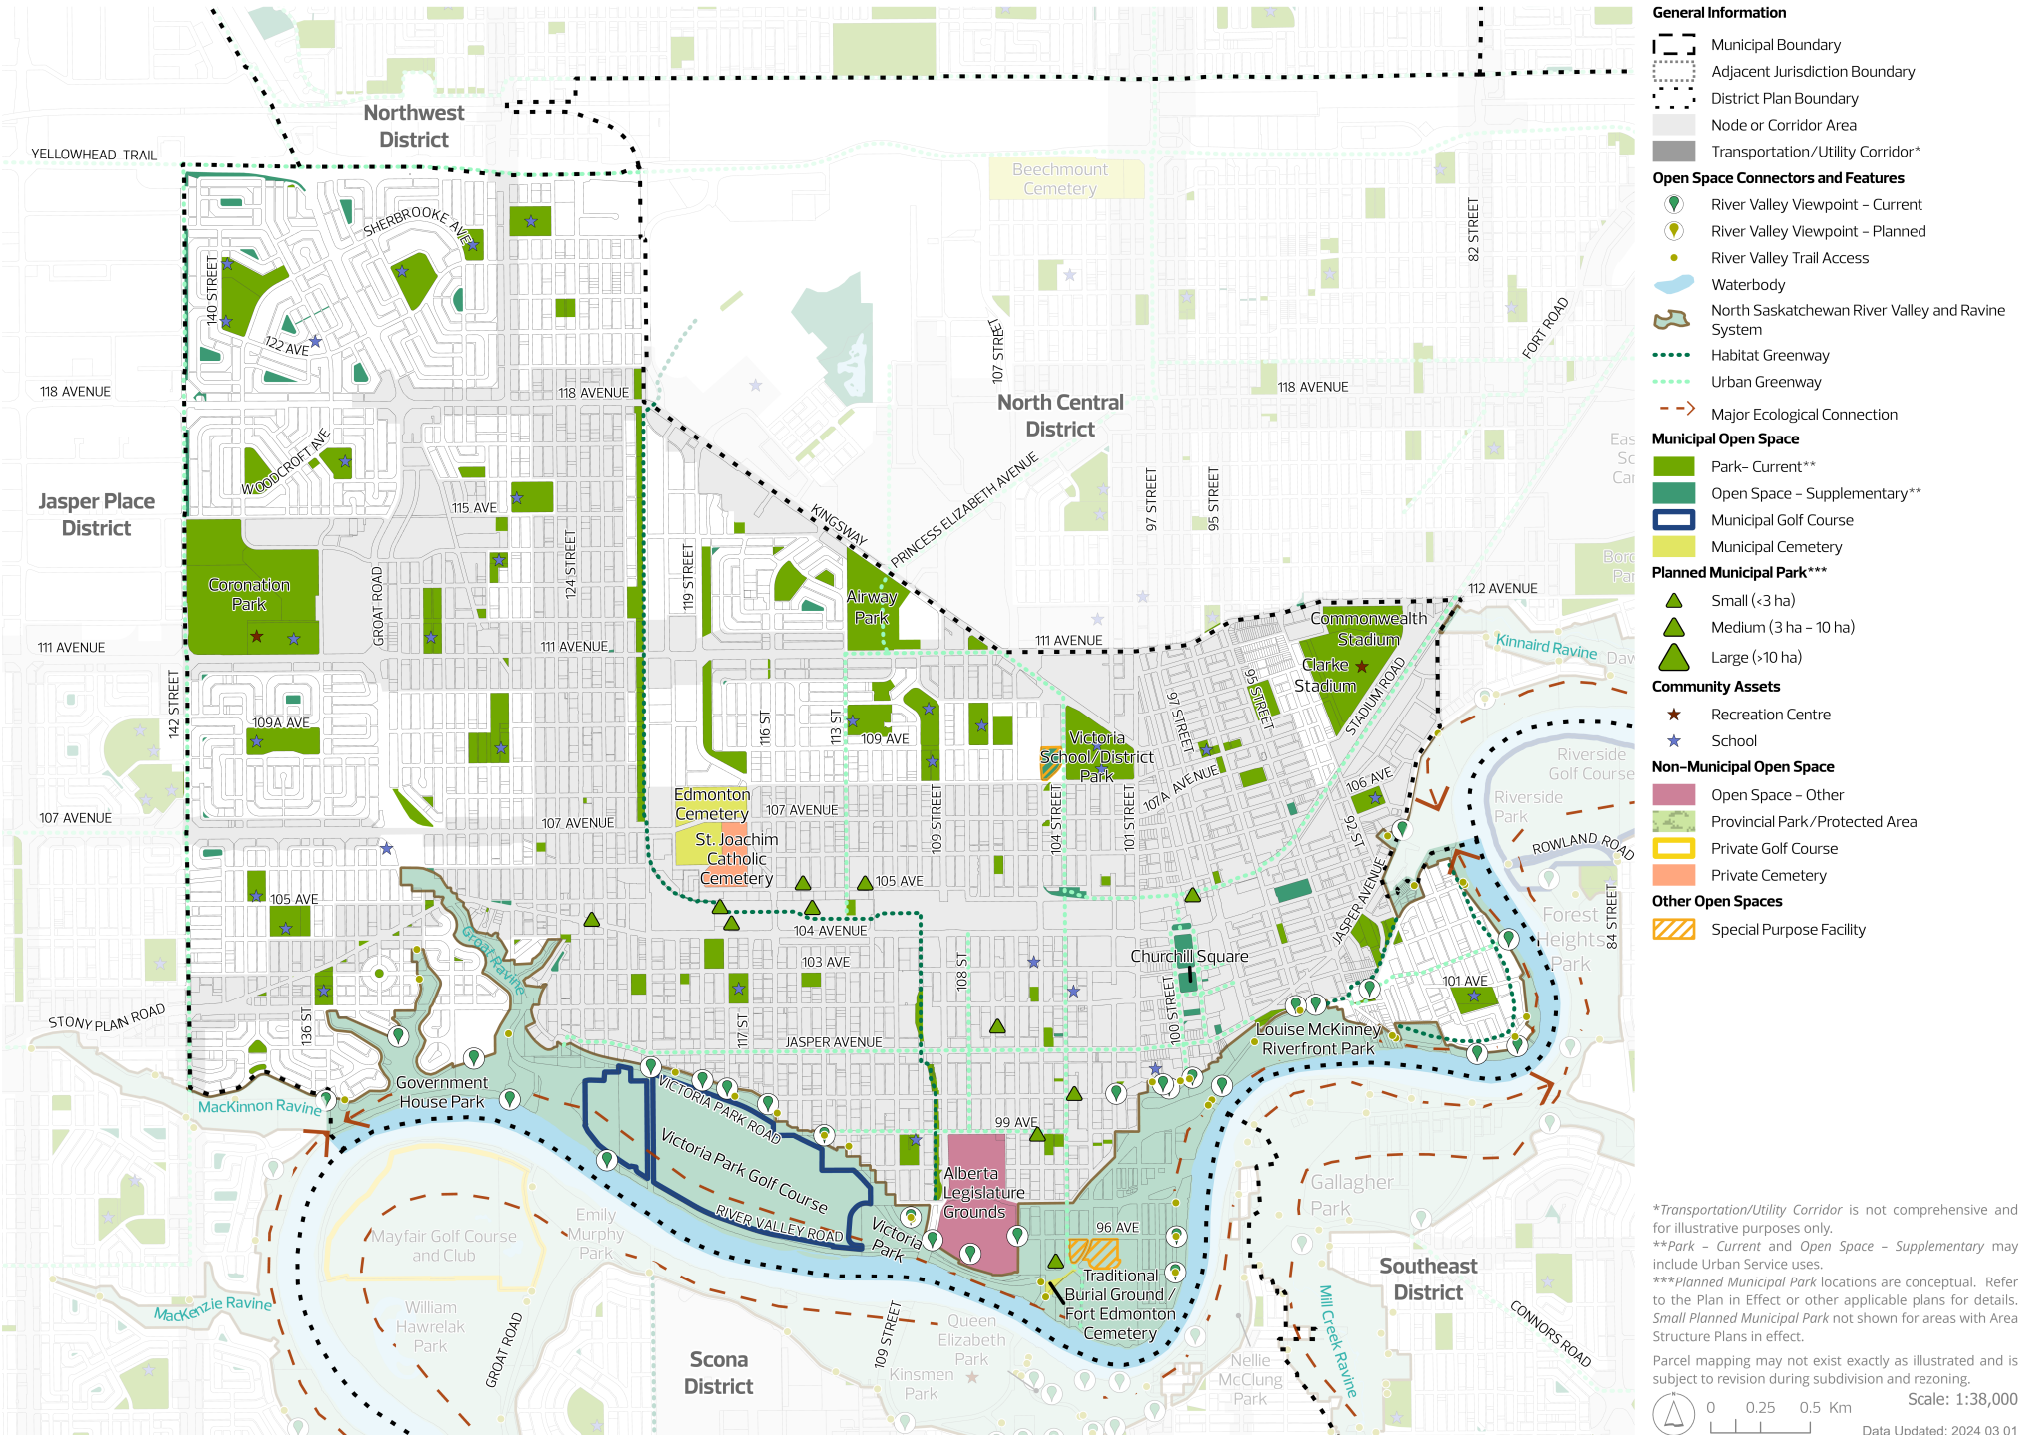 Northwest
District
YELLOWHEAD TRAIL
Beechmount
Cemetery
SHERBROOKE AVE
82 STREET
140 STREET
122 AVE
107 STREET
FORT ROAD
118 AVENUE
118 AVENUE
118 AVENUE
North Central
District
WOODCROFT AVE
Jasper Place
District
115 AVE
KINGSWAY
PRINCESS ELIZABETH AVENUE
97 STREET
95 STREET
124 STREET
119 STREET
GROAT ROAD
Coronation
Park
Airway
Park
112 AVENUE
Commonwealth
Stadium
Clarke
Stadium
Kinnaird Ravine
111 AVENUE
111 AVENUE
111 AVENUE
142 STREET
109A AVE
116 ST
113 ST
109 AVE
Victoria
School/District
Park
97 STREET
95 STREET
STADIUM ROAD
Riverside
Golf Course
Riverside
Park
Edmonton
Cemetery
St. Joachim
Catholic
Cemetery
107 AVENUE
107 AVENUE
107 AVENUE
107A AVENUE
106 AVE
92 ST
109 STREET
104 STREET
101 STREET
ROWLAND ROAD
105 AVE
105 AVE
JASPER AVENUE
84 STREET
Groat Ravine
104 AVENUE
103 AVE
108 ST
Churchill Square
100 STREET
Forest
Heights
Park
101 AVE
STONY PLAIN ROAD
136 ST
117 ST
JASPER AVENUE
Louise McKinney
Riverfront Park
Government
House Park
MacKinnon Ravine
VICTORIA PARK ROAD
Victoria Park Golf Course
RIVER VALLEY ROAD
Victoria
Park
99 AVE
Alberta
Legislature
Grounds
96 AVE
Traditional
Burial Ground /
Fort Edmonton
Cemetery
Gallagher
Park
Mayfair Golf Course
and Club
Emily
Murphy
Park
William
Hawrelak
Park
MacKenzie Ravine
GROAT ROAD
Scona
District
109 STREET
Queen
Elizabeth
Park
Kinsmen
Park
Nellie
McClung
Park
Mill Creek Ravine
Southeast
District
CONNORS ROAD
General Information
Municipal Boundary
Adjacent Jurisdiction Boundary
District Plan Boundary
Node or Corridor Area
Transportation/Utility Corridor*
Open Space Connectors and Features
River Valley Viewpoint - Current
River Valley Viewpoint - Planned
River Valley Trail Access
Waterbody
North Saskatchewan River Valley and Ravine
System
Habitat Greenway
Urban Greenway
Major Ecological Connection
Municipal Open Space
Park- Current**
Open Space - Supplementary**
Municipal Golf Course
Municipal Cemetery
Planned Municipal Park***
Small (<3 ha)
Medium (3 ha - 10 ha)
Large (>10 ha)
Community Assets
Recreation Centre
School
Non-Municipal Open Space
Open Space - Other
Provincial Park/Protected Area
Private Golf Course
Private Cemetery
Other Open Spaces
Special Purpose Facility
*Transportation/Utility Corridor is not comprehensive and
for illustrative purposes only.
**Park - Current and Open Space - Supplementary may
include Urban Service uses.
***Planned Municipal Park locations are conceptual. Refer
to the Plan in Effect or other applicable plans for details.
Small Planned Municipal Park not shown for areas with Area
Structure Plans in effect.
Parcel mapping may not exist exactly as illustrated and is
subject to revision during subdivision and rezoning.
Scale: 1:38,000
0 0.25 0.5 Km
Data Updated: 2024 03 01